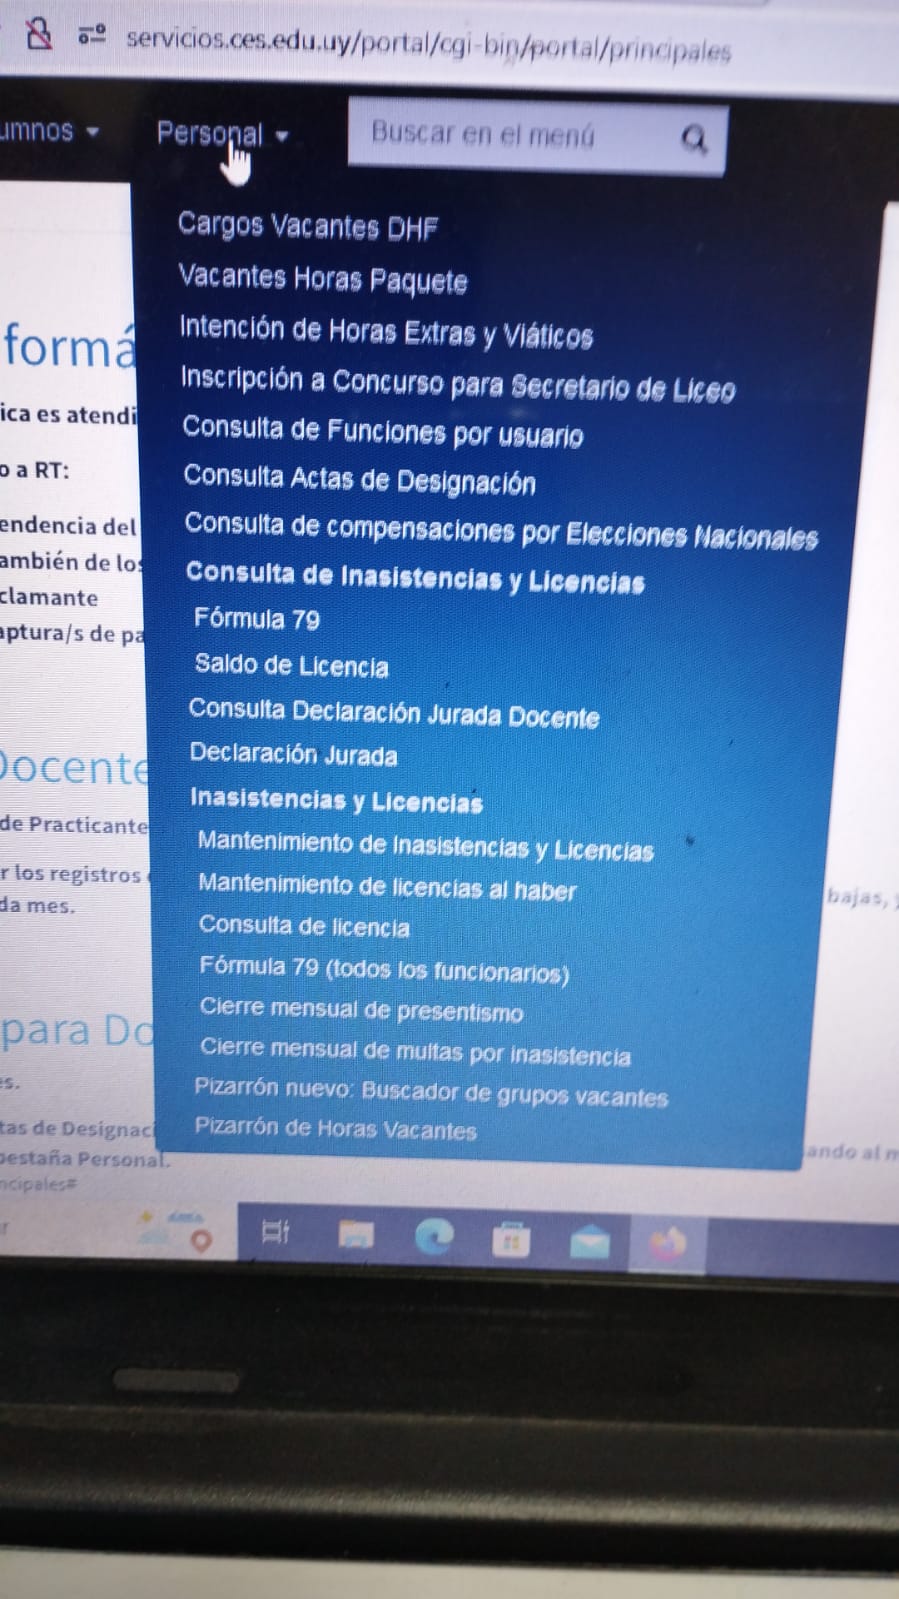 servicios.ces.edu.uy/portal/cgi-bin/portal/principales
umnos
Personal
Buscar en el menú
Cargos Vacantes DHF
Vacantes Horas Paquete
Intención de Horas Extras y Viáticos
Inscripción a Concurso para Secretario de Liceo
Consulta de Funciones por usuario
Consulta Actas de Designación
Consulta de compensaciones por Elecciones Nacionales
Consulta de Inasistencias y Licencias
Fórmula 79
Saldo de Licencia
Consulta Declaración Jurada Docente
Declaración Jurada
Inasistencias y Licencias
Mantenimiento de Inasistencias y Licencias
Mantenimiento de licencias al haber
Consulta de licencia
Fórmula 79 (todos los funcionarios)
Cierre mensual de presentismo
Cierre mensual de multas por inasistencia
Pizarrón nuevo: Buscador de grupos vacantes
Pizarrón de Horas Vacantes
formá
ica es atendi
o a RT:
endencia del
ambién de los
clamante
aptura/s de pa
Docente
de Practicante
r los registros
da mes.
bajas,
para Do
es.
tas de Designaci
pestaña Personal.
ando al m
ncipales#